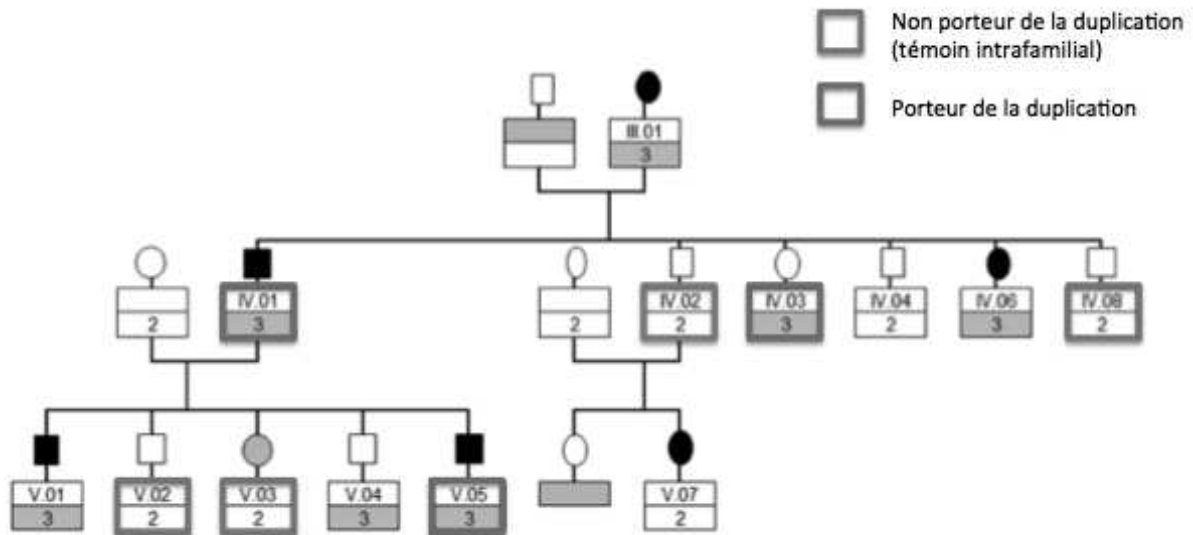 Non porteur de la duplication
(témoin intrafamilial)
Porteur de la duplication
III.01
3
2
IV.01
3
2
IV.02
2
IV.03
3
IV.04
2
IV.06
3
IV.08
2
V.01
3
V.02
2
V.03
2
V.04
3
V.05
3
V.07
2